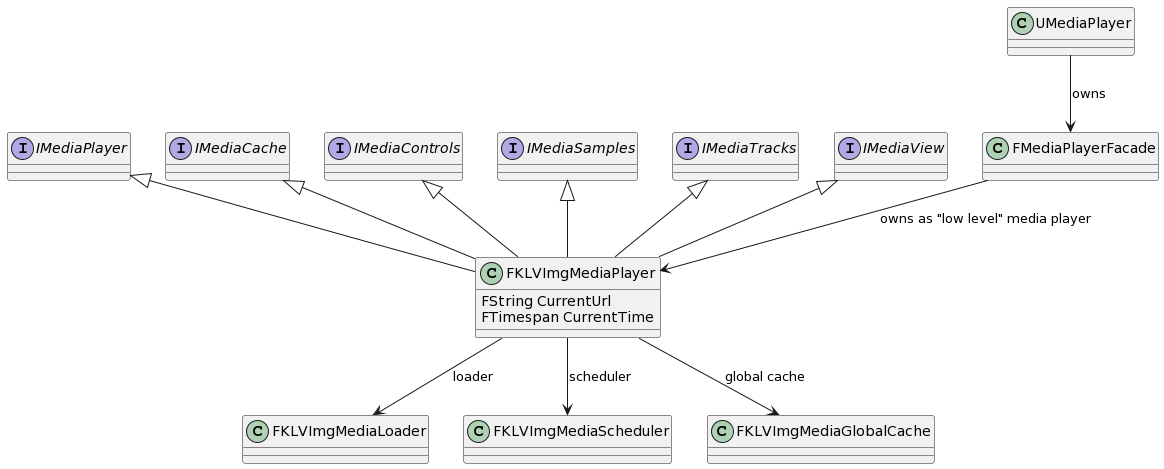 C UMediaPlayer
owns
I IMediaPlayer
I IMediaCache
I IMediaControls
I IMediaSamples
I IMediaTracks
I IMediaView
C FMediaPlayerFacade
owns as "low level" media player
C FKLVImgMediaPlayer
FString CurrentUrl
FTimespan CurrentTime
loader
scheduler
global cache
C FKLVImgMediaLoader
C FKLVImgMediaScheduler
C FKLVImgMediaGlobalCache